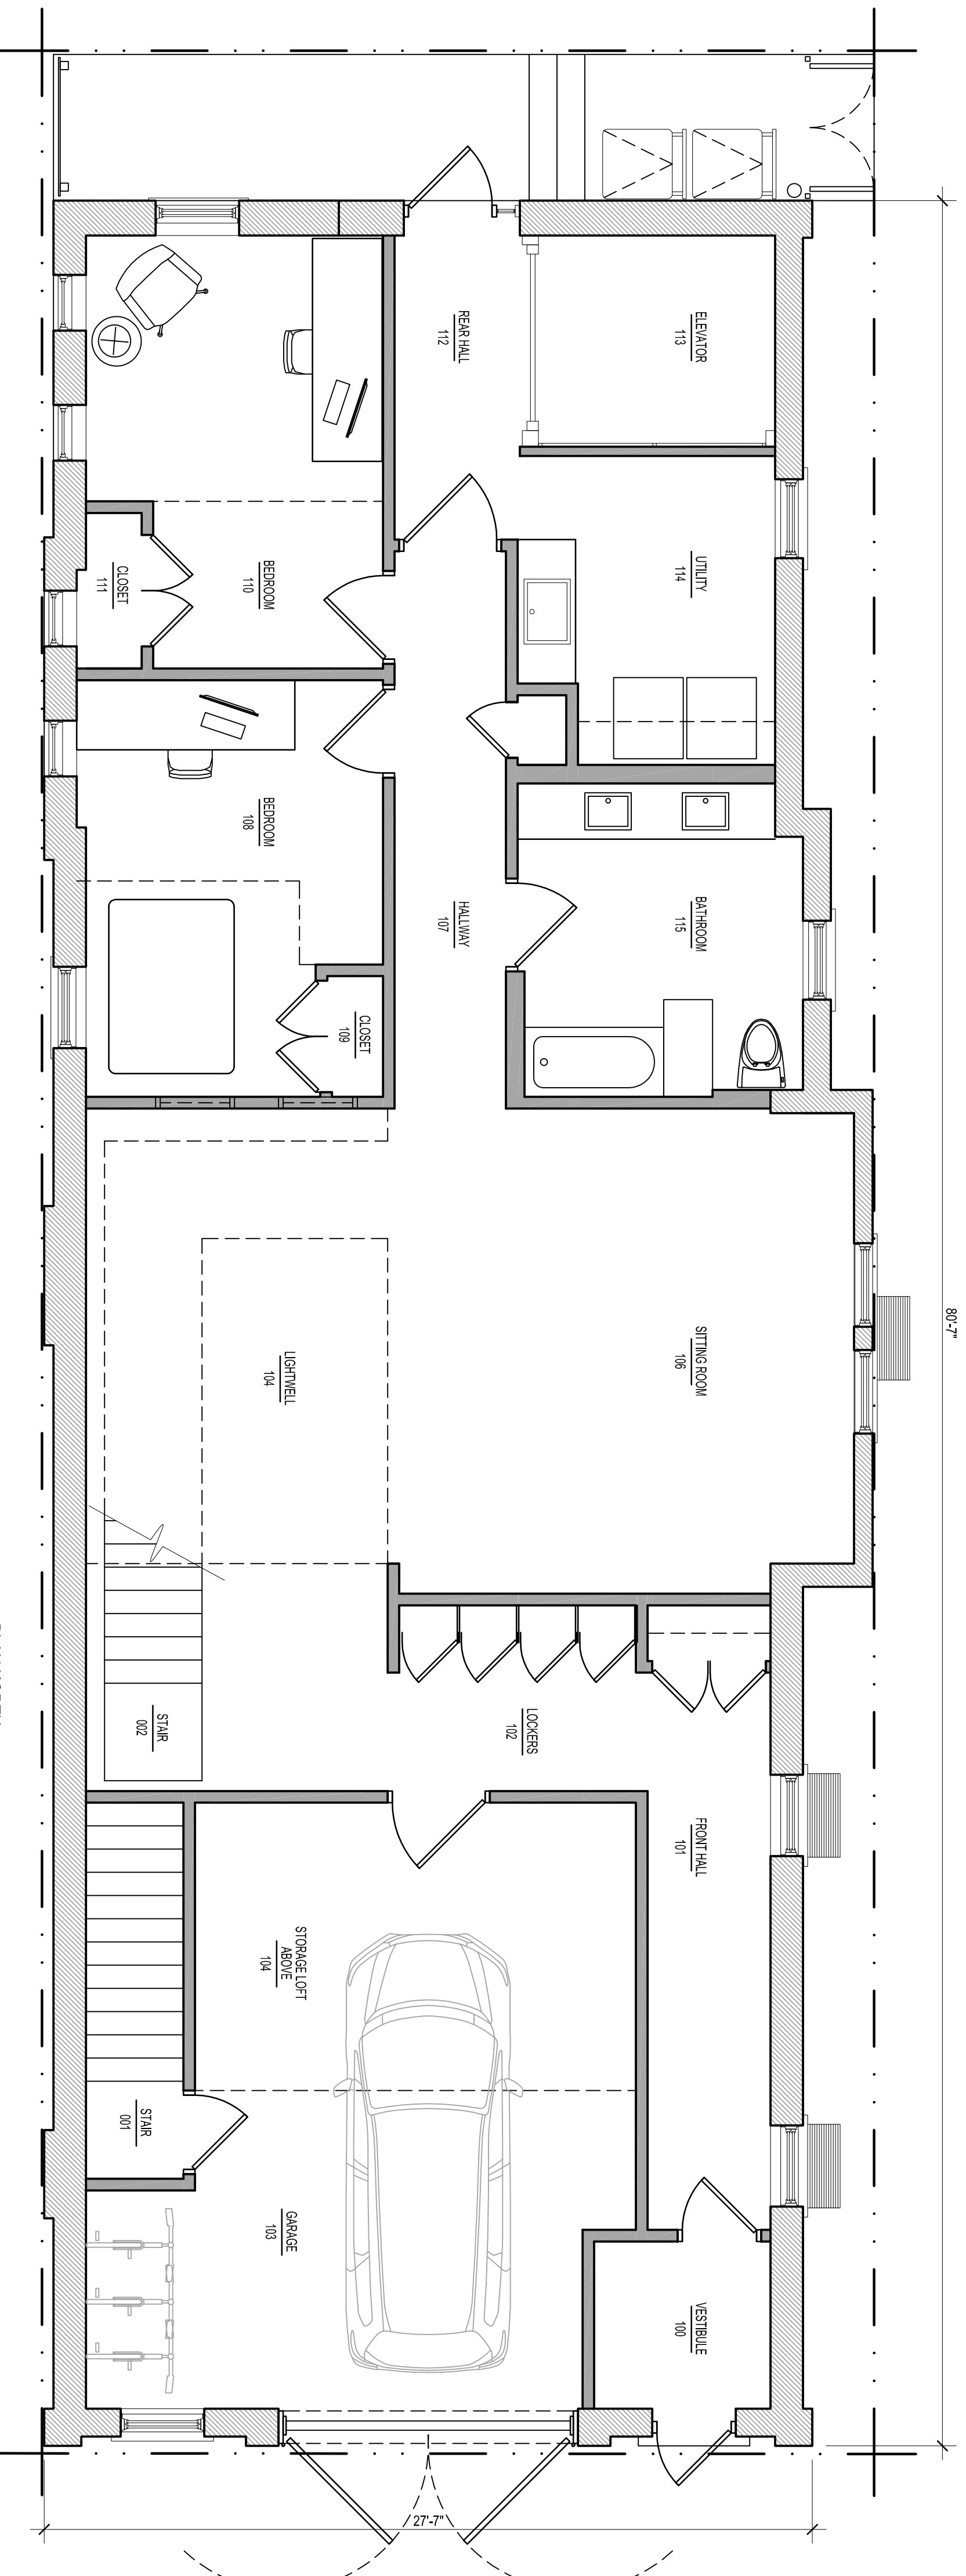 ELEVATOR
113
REAR HALL
112
UTILITY
114
BEDROOM
110
CLOSET
111
BEDROOM
108
BATHROOM
115
HALLWAY
107
CLOSET
109
80'-7"
SITTING ROOM
106
LIGHTWELL
104
LOCKERS
102
STAIR
002
FRONT HALL
101
STORAGE LOFT
ABOVE
104
STAIR
001
GARAGE
103
VESTIBULE
100
27'-7"